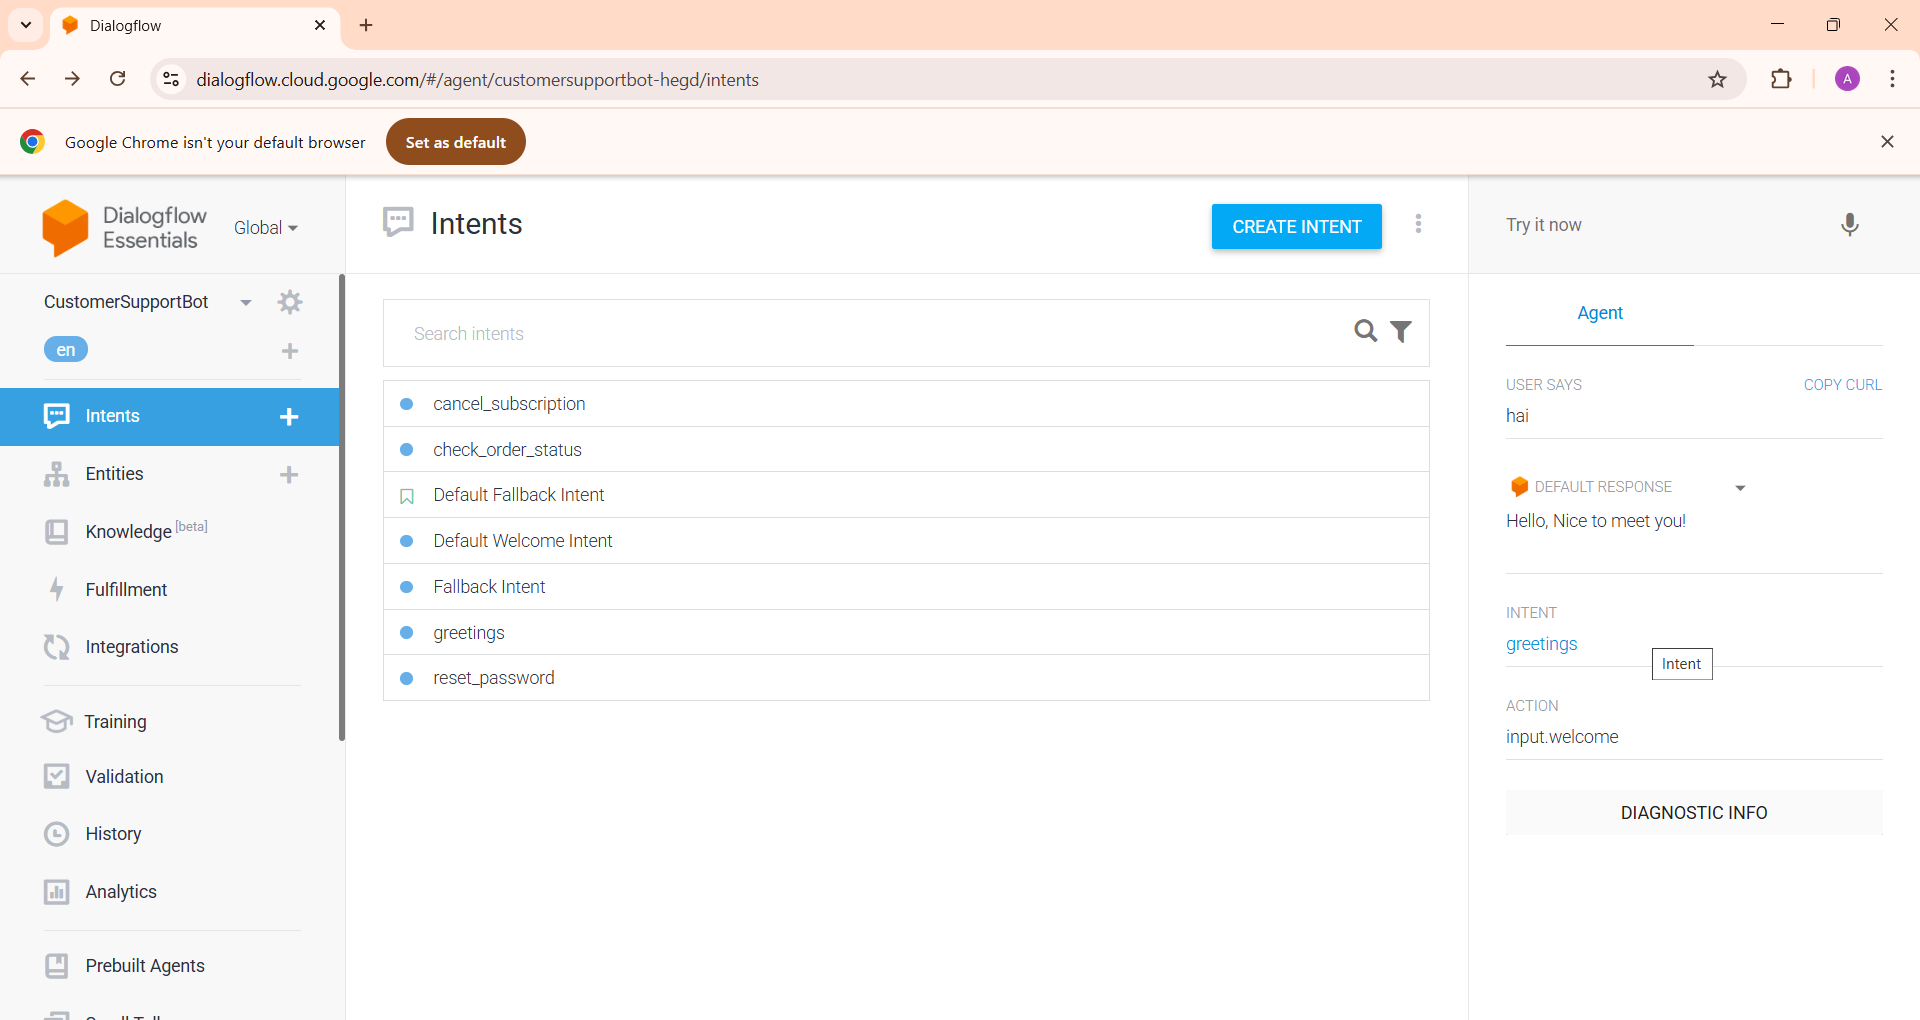 Dialogflow
dialogflow.cloud.google.com/#/agent/customersupportbot-hegd/intents
A
Google Chrome isn't your default browser
Set as default
Dialogflow
Essentials
Global
CustomerSupportBot
en
Intents
Entities
Knowledge [beta]
Fulfillment
Integrations
Training
Validation
History
Analytics
Prebuilt Agents
Intents
CREATE INTENT
Search intents
cancel_subscription
check_order_status
Default Fallback Intent
Default Welcome Intent
Fallback Intent
greetings
reset_password
Try it now
Agent
USER SAYS
COPY CURL
hai
DEFAULT RESPONSE
Hello, Nice to meet you!
INTENT
greetings
Intent
ACTION
input.welcome
DIAGNOSTIC INFO